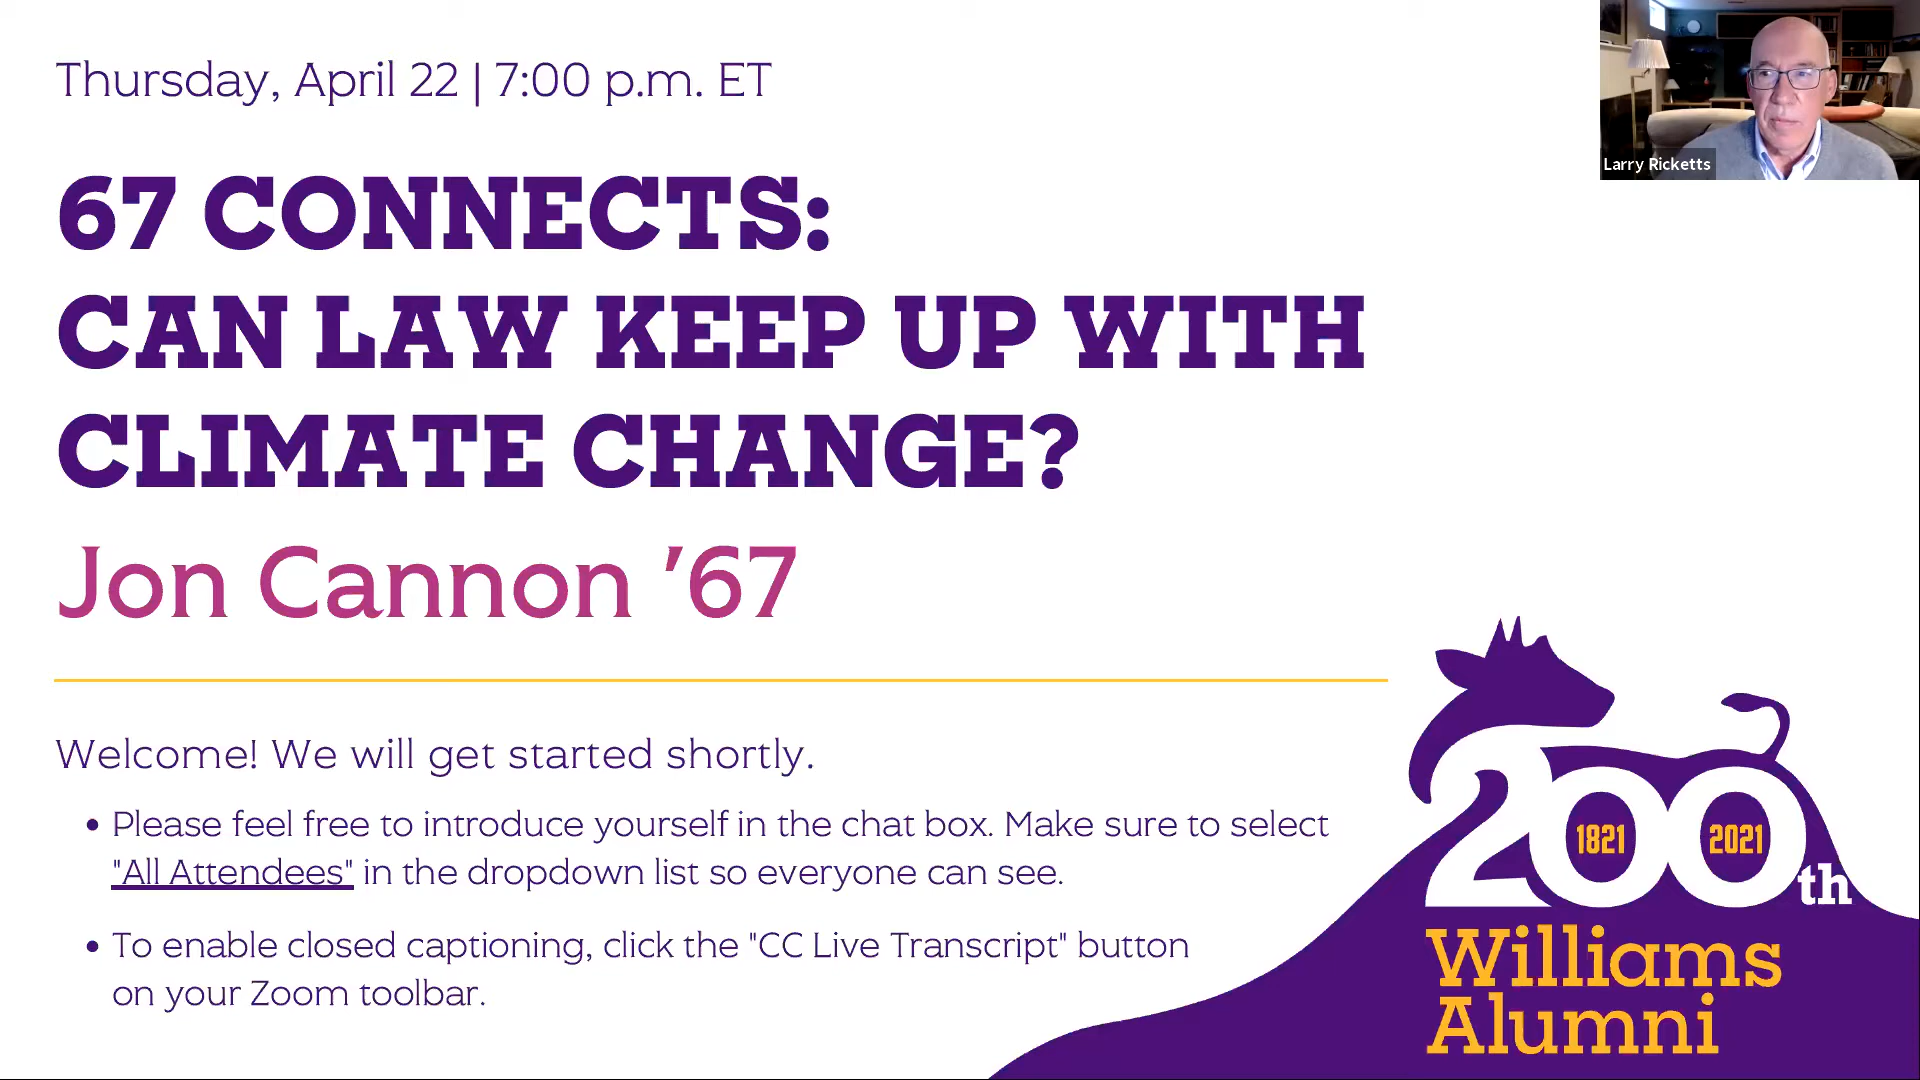 Thursday, April 22 | 7:00 p.m. ET
67 CONNECTS:
CAN LAW KEEP UP WITH
CLIMATE CHANGE?
Jon Cannon ’67
Welcome! We will get started shortly.
• Please feel free to introduce yourself in the chat box. Make sure to select
"All Attendees" in the dropdown list so everyone can see.
• To enable closed captioning, click the "CC Live Transcript" button
on your Zoom toolbar.
Larry Ricketts
200th
1821 2021
Williams
Alumni